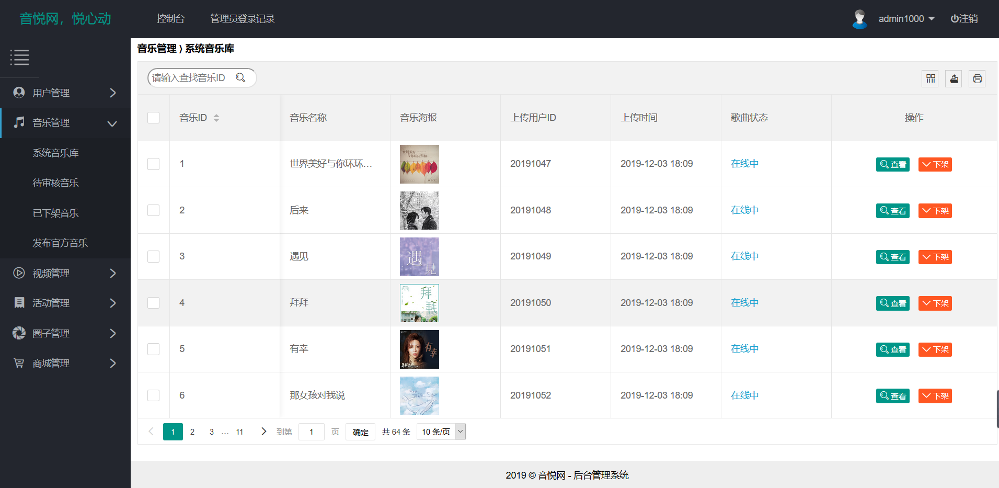 音悦网，悦心动
控制台
管理员登录记录
admin1000
注销
用户管理
音乐管理
系统音乐库
待审核音乐
已下架音乐
发布官方音乐
视频管理
活动管理
圈子管理
商城管理
音乐管理 ⟩ 系统音乐库
请输入查找音乐ID
音乐ID 音乐名称 音乐海报 上传用户ID 上传时间 歌曲状态 操作
1 世界美好与你环环... 20191047 2019-12-03 18:09 在线中 查看 下架
2 后来 20191048 2019-12-03 18:09 在线中 查看 下架
3 遇见 遇见 20191049 2019-12-03 18:09 在线中 查看 下架
4 拜拜 拜拜 20191050 2019-12-03 18:09 在线中 查看 下架
5 有幸 有幸 20191051 2019-12-03 18:09 在线中 查看 下架
6 那女孩对我说 20191052 2019-12-03 18:09 在线中 查看 下架
1 2 3 ... 11 到第 1 页 确定 共 64 条 10 条/页
2019 © 音悦网 - 后台管理系统